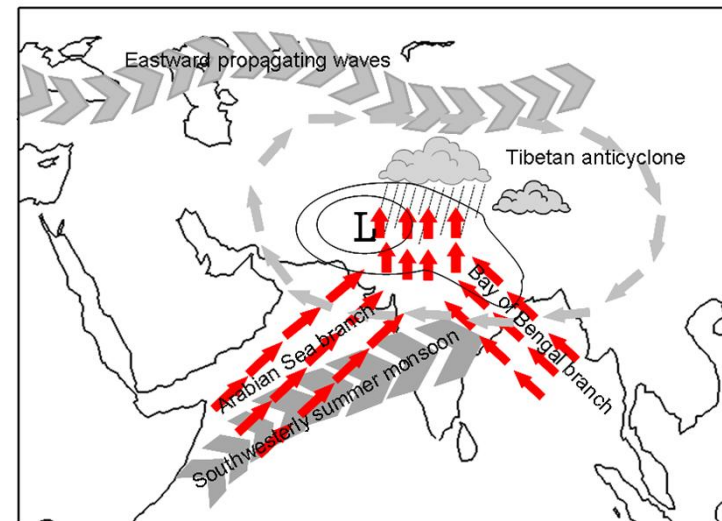 Eastward propagating waves
Tibetan anticyclone
L
Arabian Sea branch
Bay of Bengal branch
Southwesterly summer monsoon